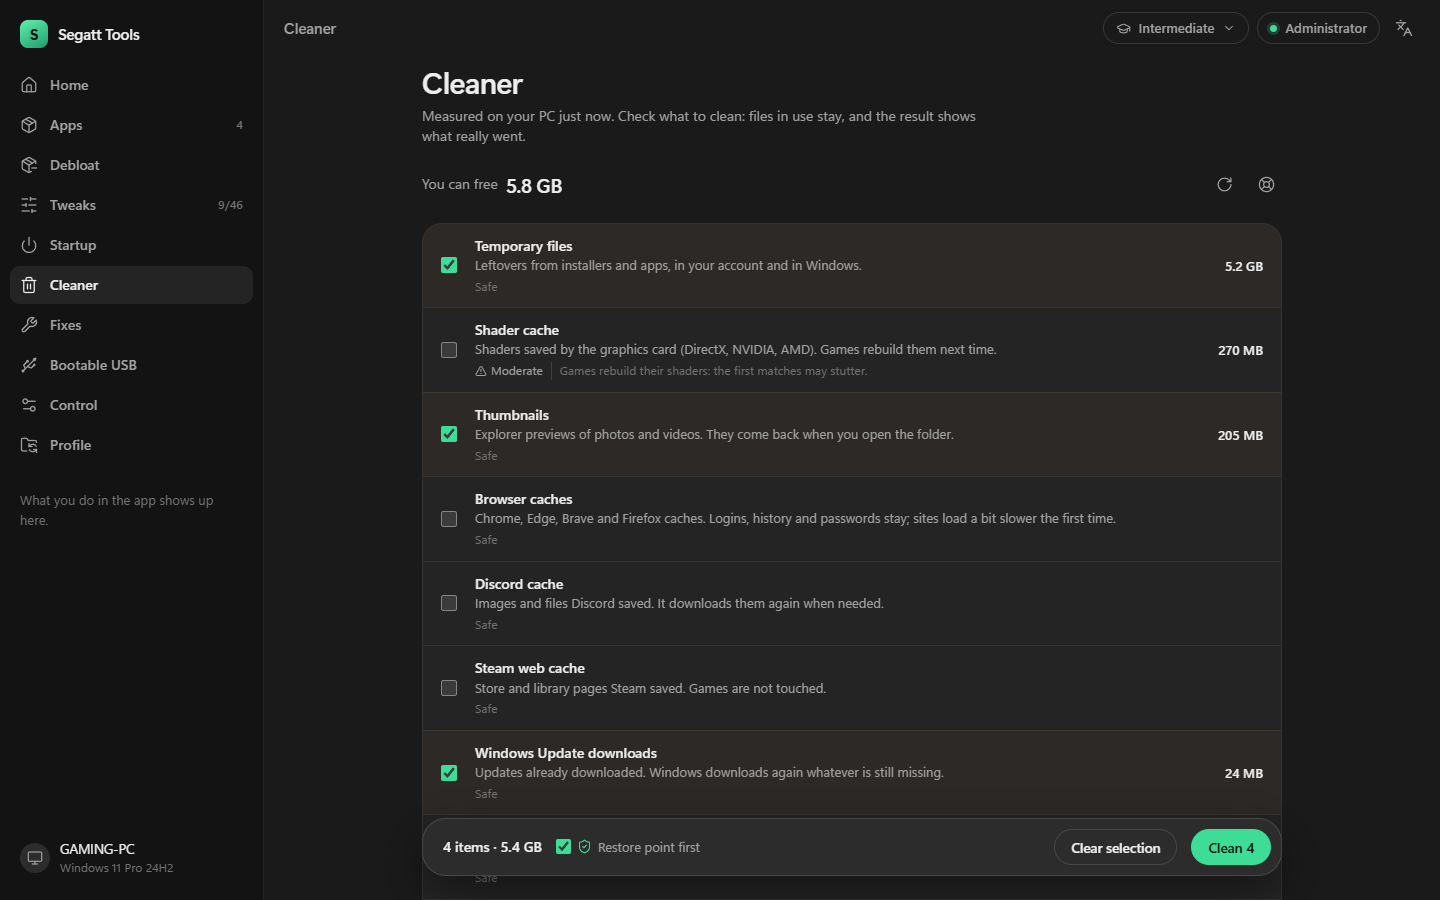 S
Segatt Tools
Home
Apps
4
Debloat
Tweaks
9/46
Startup
Cleaner
Fixes
Bootable USB
Control
Profile
What you do in the app shows up
here.
GAMING-PC
Windows 11 Pro 24H2
Cleaner
Intermediate
Administrator
Cleaner
Measured on your PC just now. Check what to clean: files in use stay, and the result shows
what really went.
You can free 5.8 GB
Temporary files
Leftovers from installers and apps, in your account and in Windows.
5.2 GB
Safe
Shader cache
Shaders saved by the graphics card (DirectX, NVIDIA, AMD). Games rebuild them next time.
270 MB
Moderate
Games rebuild their shaders: the first matches may stutter.
Thumbnails
Explorer previews of photos and videos. They come back when you open the folder.
205 MB
Safe
Browser caches
Chrome, Edge, Brave and Firefox caches. Logins, history and passwords stay; sites load a bit slower the first time.
Safe
Discord cache
Images and files Discord saved. It downloads them again when needed.
Safe
Steam web cache
Store and library pages Steam saved. Games are not touched.
Safe
Windows Update downloads
Updates already downloaded. Windows downloads again whatever is still missing.
24 MB
Safe
4 items · 5.4 GB
Restore point first
Clear selection
Clean 4
Safe